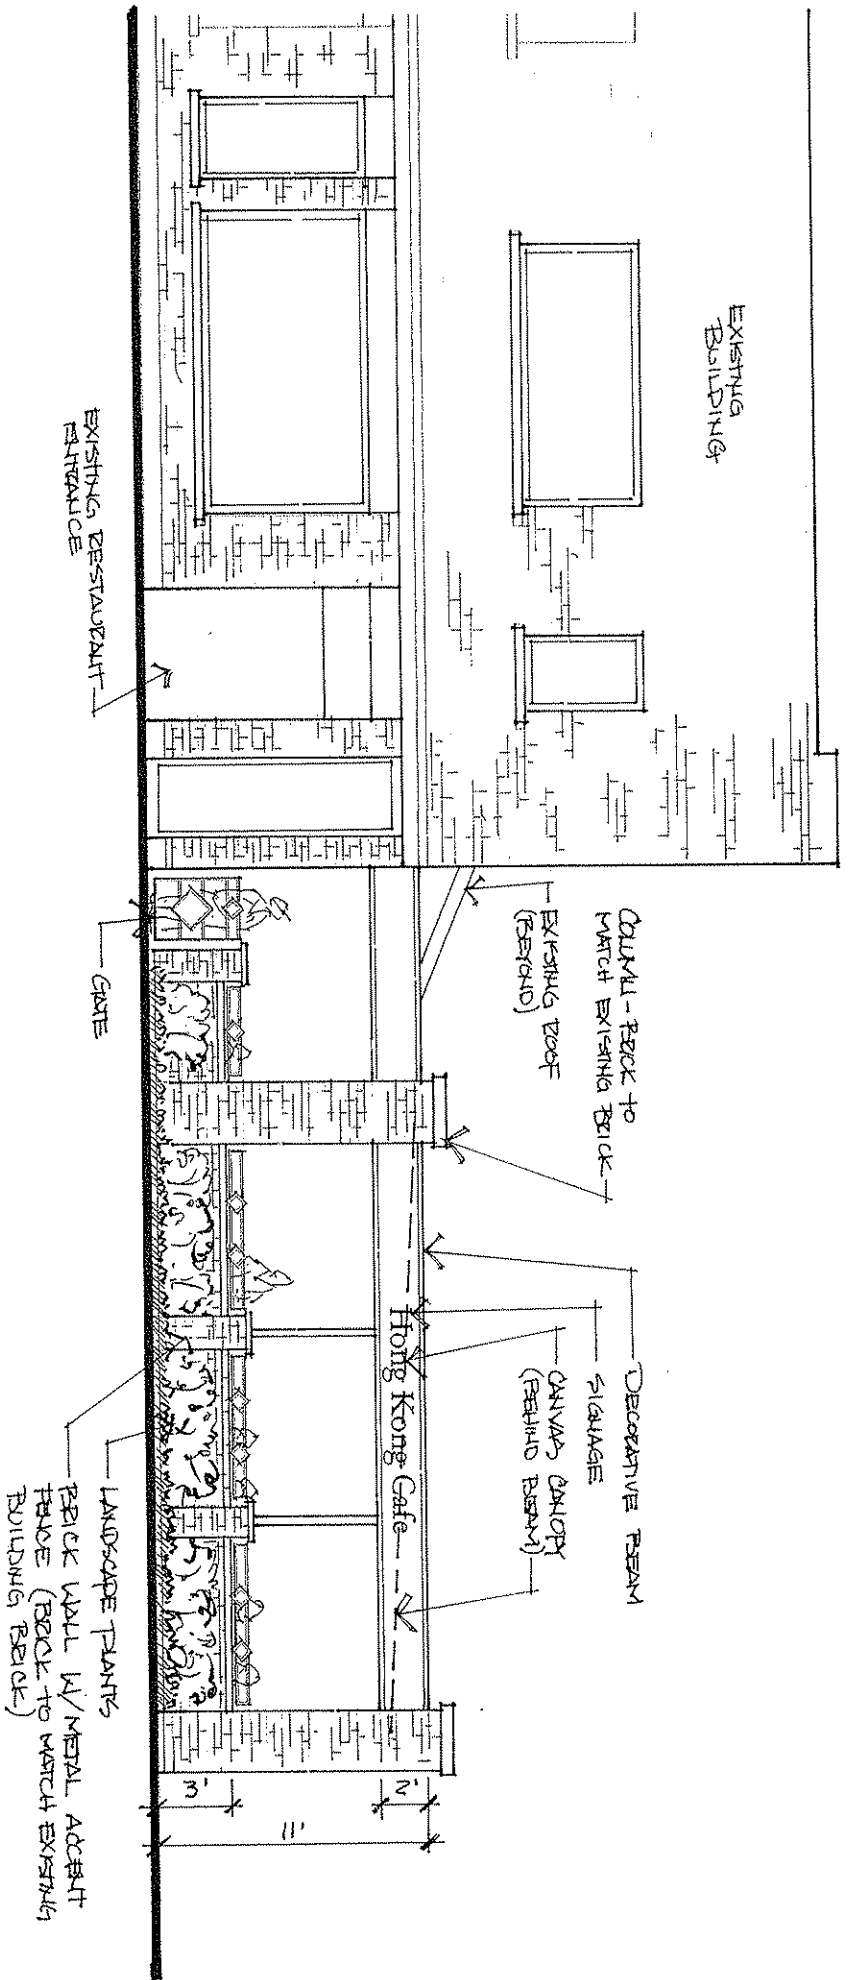 EXISTING
BUILDING
COLUMN - BRICK TO
MATCH EXISTING BRICK
EXISTING ROOF
(BEYOND)
DECORATIVE BEAM
SIGNAGE
CANVAS CANOPY
(BEHIND BEAM)
Hong Kong Cafe
2'
3'
11'
EXISTING RESTAURANT
ENTRANCE
GATE
LANDSCAPE PLANTS
BRICK WALL W/METAL ACCENT
FENCE (BRICK TO MATCH EXISTING
BUILDING BRICK)